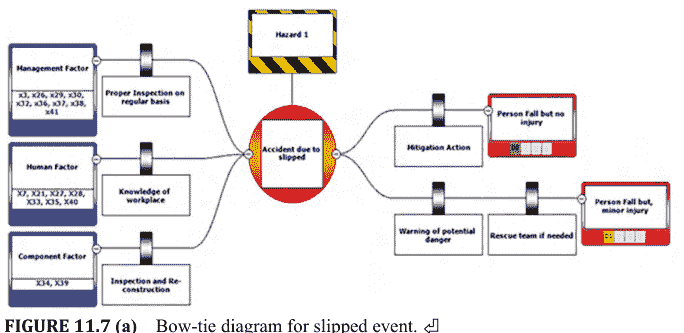 Hazard 1
Management Factor
x3, x26, x29, x30,
x32, x36, x37, x38,
x41
Proper Inspection on
regular basis
Human Factor
X7, X21, X27, X28,
X33, X35, X40
Knowledge of
workplace
Component Factor
X34, X39
Inspection and Re-
construction
Accident due to
slipped
Mitigation Action
Person Fall but no
injury
Warning of potential
danger
Rescue team if needed
Person Fall but,
minor injury
FIGURE 11.7 (a) Bow-tie diagram for slipped event.